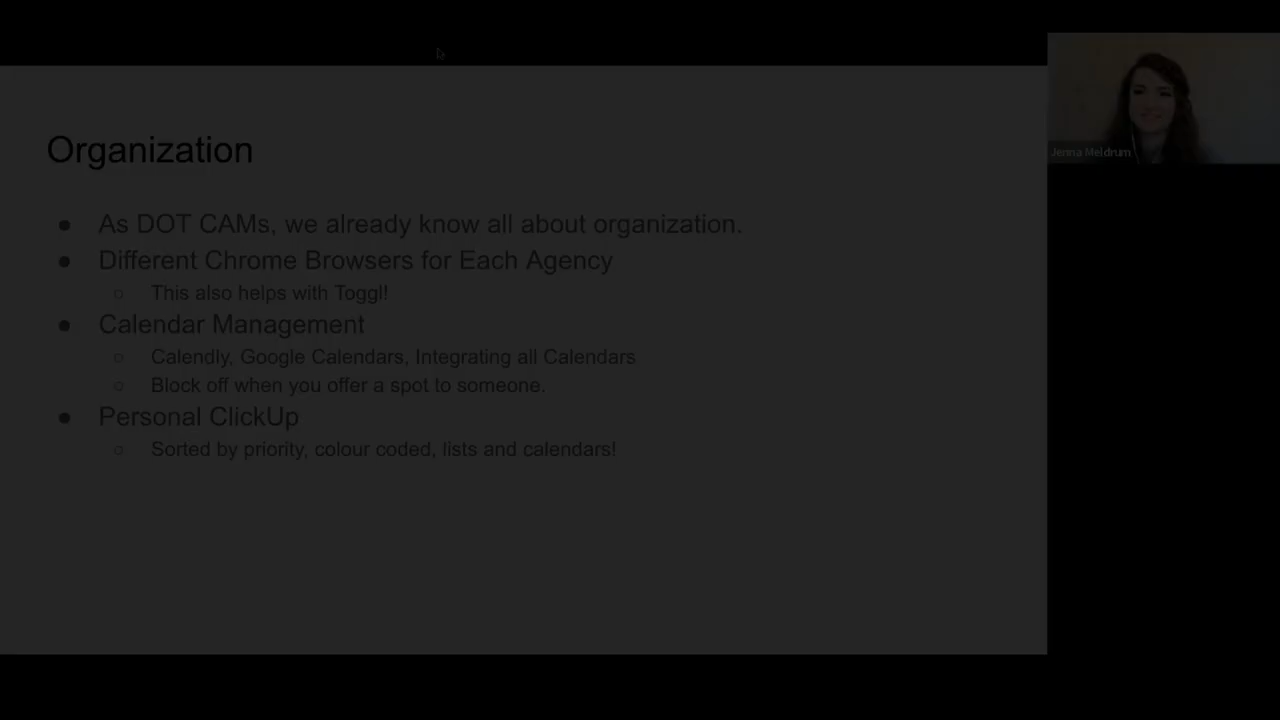 Organization
● As DOT CAMs, we already know all about organization.
● Different Chrome Browsers for Each Agency
○ This also helps with Toggl!
● Calendar Management
○ Calendly, Google Calendars, Integrating all Calendars
○ Block off when you offer a spot to someone.
● Personal ClickUp
○ Sorted by priority, colour coded, lists and calendars!
Jenna Meldrum